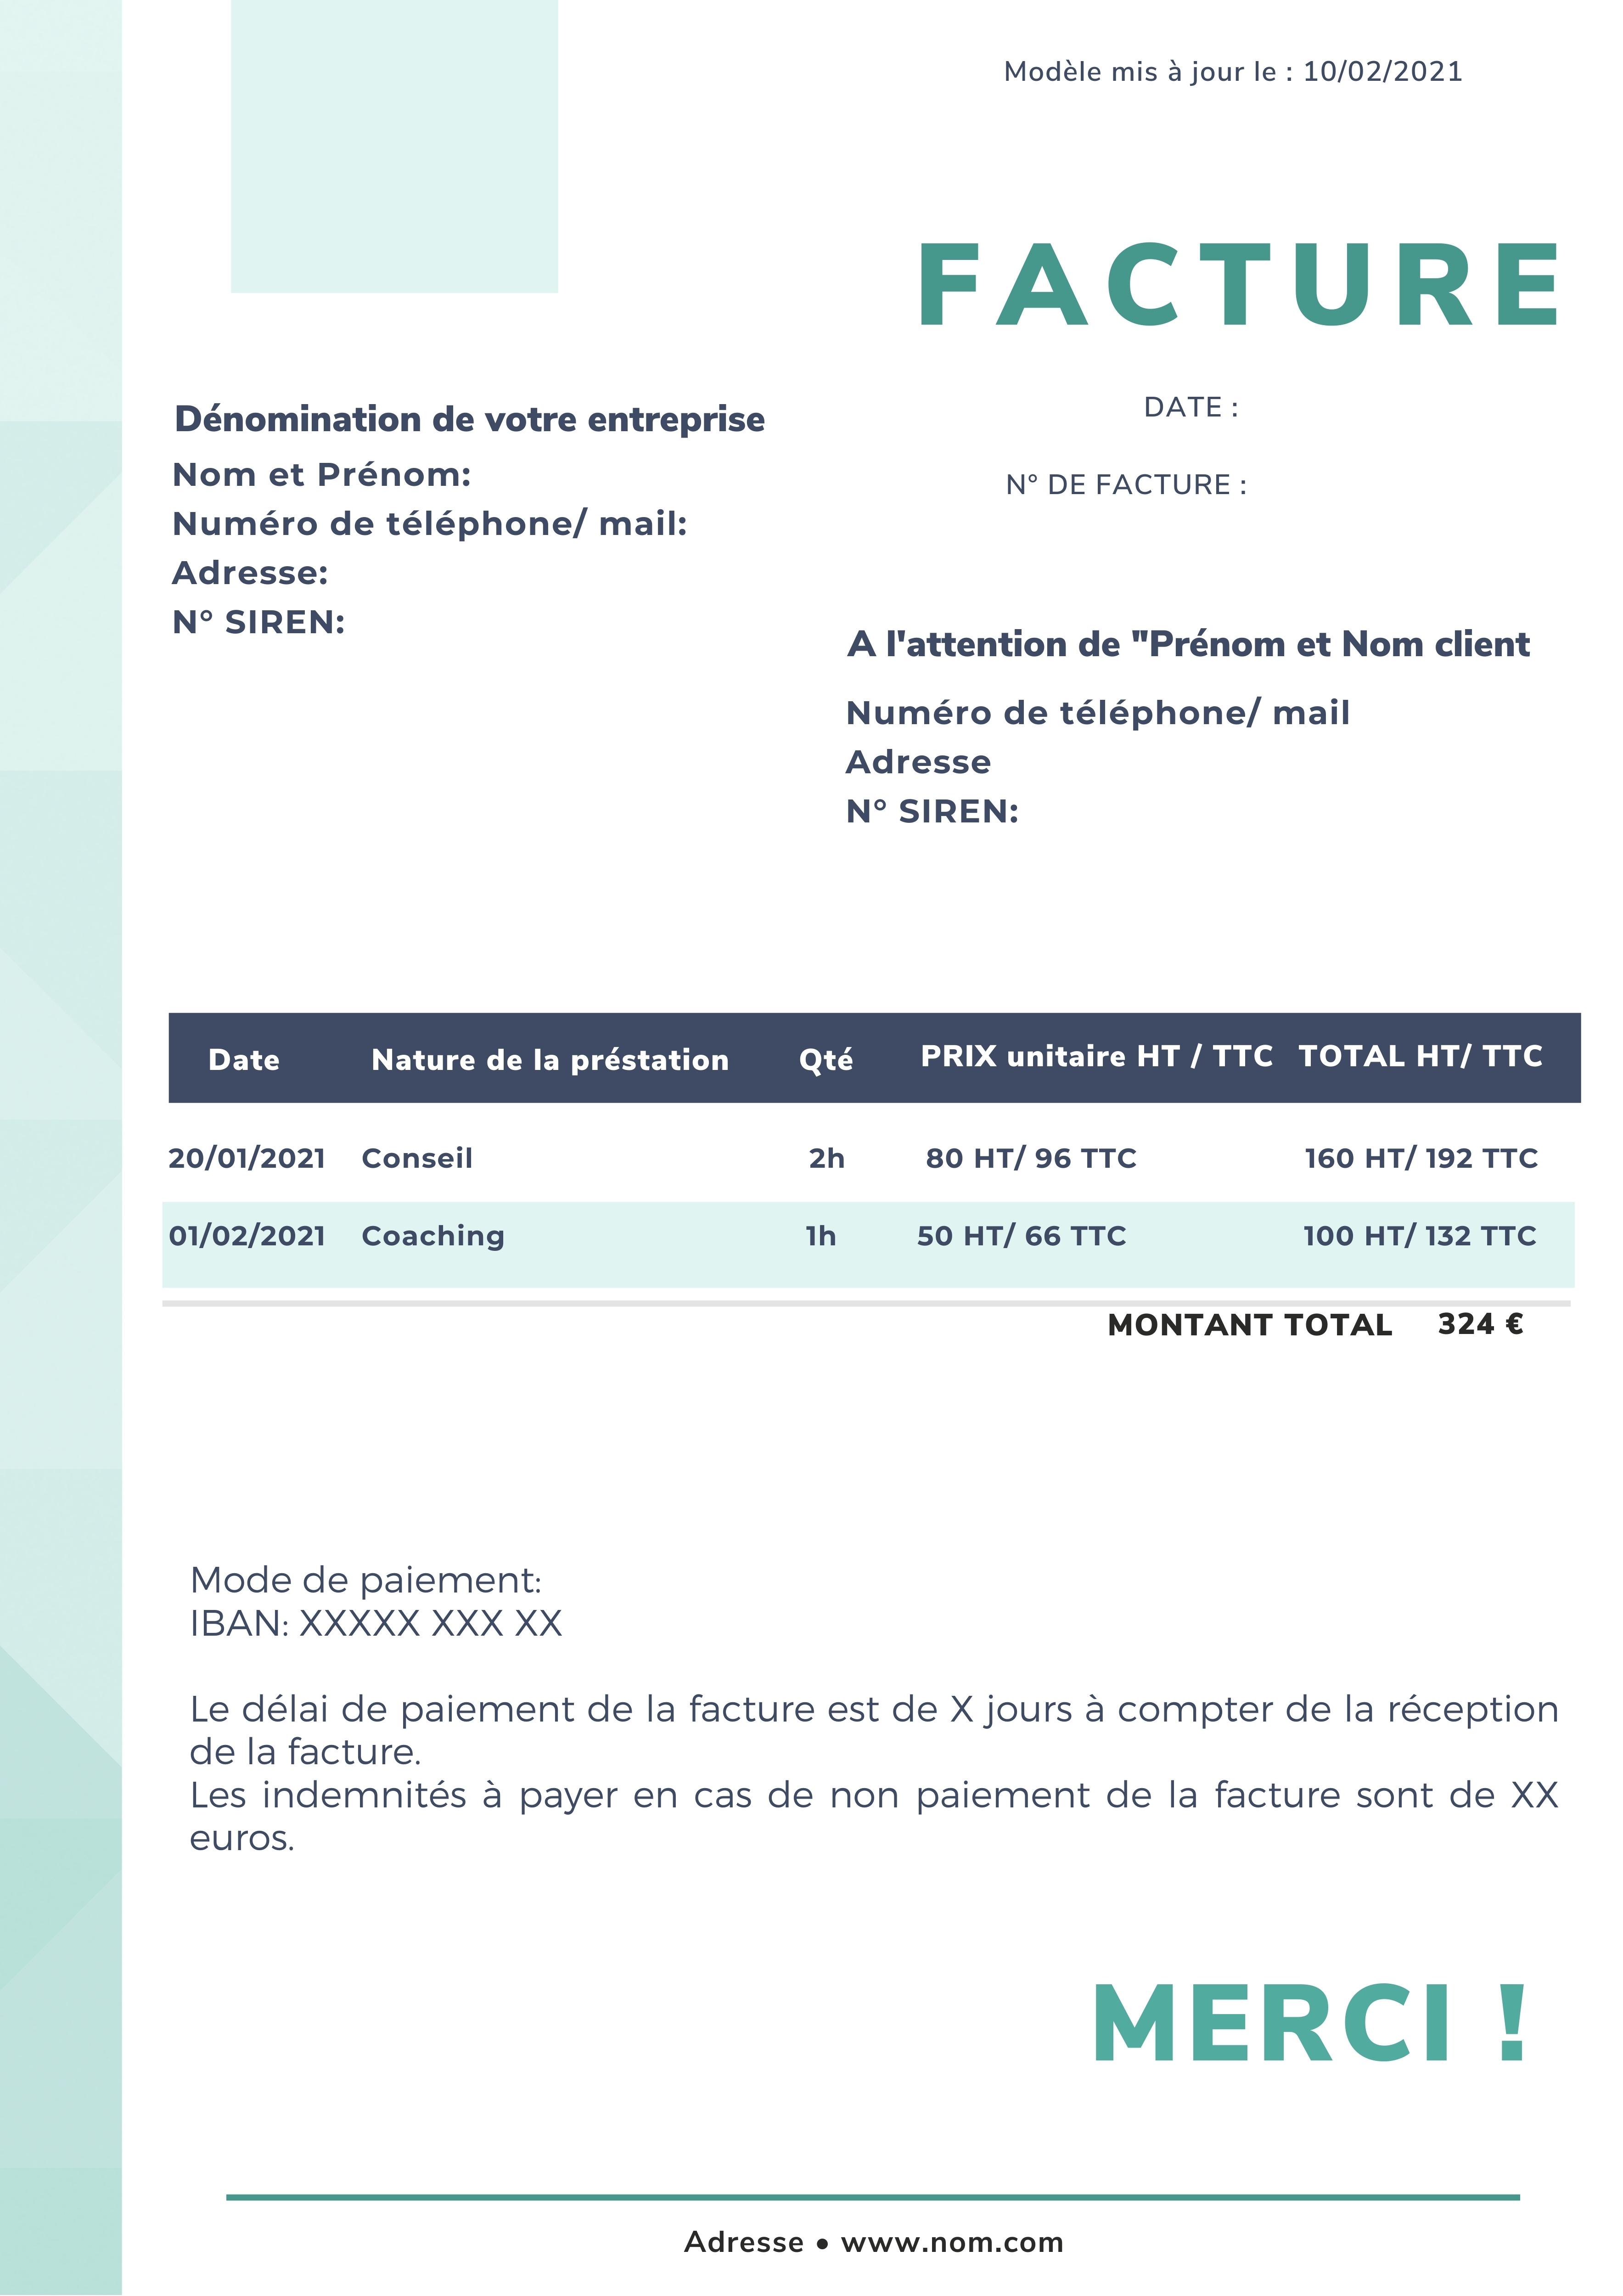 Modèle mis à jour le : 10/02/2021
FACTURE
DATE :
N° DE FACTURE :
Dénomination de votre entreprise
Nom et Prénom:
Numéro de téléphone/ mail:
Adresse:
N° SIREN:
A l'attention de "Prénom et Nom client
Numéro de téléphone/ mail
Adresse
N° SIREN:
Date Nature de la préstation Qté PRIX unitaire HT / TTC TOTAL HT/ TTC
20/01/2021 Conseil 2h 80 HT/ 96 TTC 160 HT/ 192 TTC
01/02/2021 Coaching 1h 50 HT/ 66 TTC 100 HT/ 132 TTC
MONTANT TOTAL 324 €
Mode de paiement:
IBAN: XXXXX XXX XX
Le délai de paiement de la facture est de X jours à compter de la réception
de la facture.
Les indemnités à payer en cas de non paiement de la facture sont de XX
euros.
MERCI !
Adresse • www.nom.com